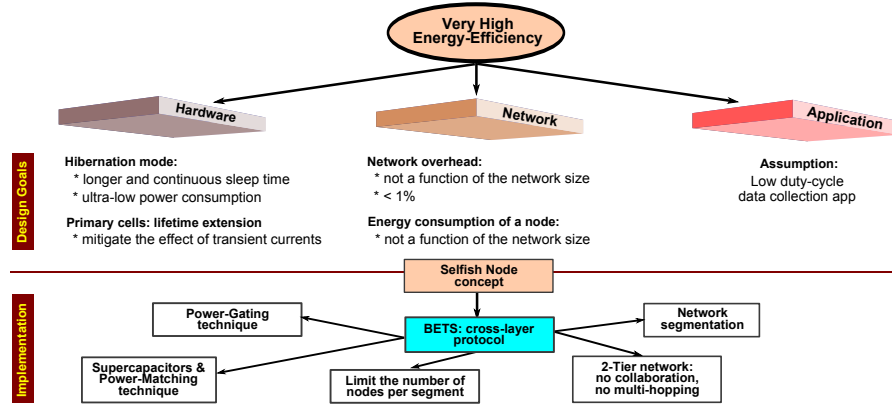 Very High
Energy-Efficiency
Hardware
Network
Application
Design Goals
Hibernation mode:
* longer and continuous sleep time
* ultra-low power consumption
Primary cells: lifetime extension
* mitigate the effect of transient currents
Network overhead:
* not a function of the network size
* < 1%
Energy consumption of a node:
* not a function of the network size
Assumption:
Low duty-cycle
data collection app
Selfish Node
concept
Implementation
Power-Gating
technique
BETS: cross-layer
protocol
Network
segmentation
Supercapacitors &
Power-Matching
technique
Limit the number of
nodes per segment
2-Tier network:
no collaboration,
no multi-hopping